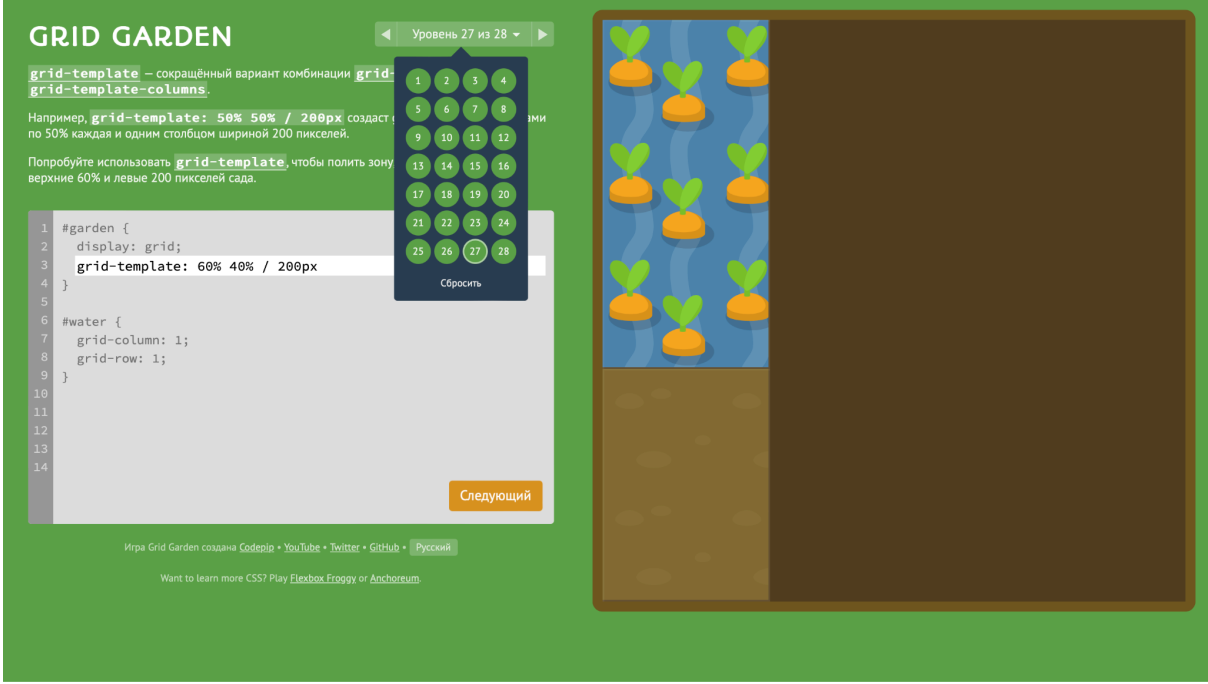 GRID GARDEN
Уровень 27 из 28
grid-template — сокращённый вариант комбинации grid-
grid-template-columns.
Например, grid-template: 50% 50% / 200px создаст
по 50% каждая и одним столбцом шириной 200 пикселей.
Попробуйте использовать grid-template, чтобы полить зону
верхние 60% и левые 200 пикселей сада.
1 2 3 4
5 6 7 8
9 10 11 12
13 14 15 16
17 18 19 20
21 22 23 24
25 26 27 28
Сбросить
1 #garden {
2 display: grid;
3 grid-template: 60% 40% / 200px
4 }
5
6 #water {
7 grid-column: 1;
8 grid-row: 1;
9 }
10
11
12
13
14
Следующий
Игра Grid Garden создана Codepip • YouTube • Twitter • GitHub • Русский
Want to learn more CSS? Play Flexbox Froggy or Anchoreum.